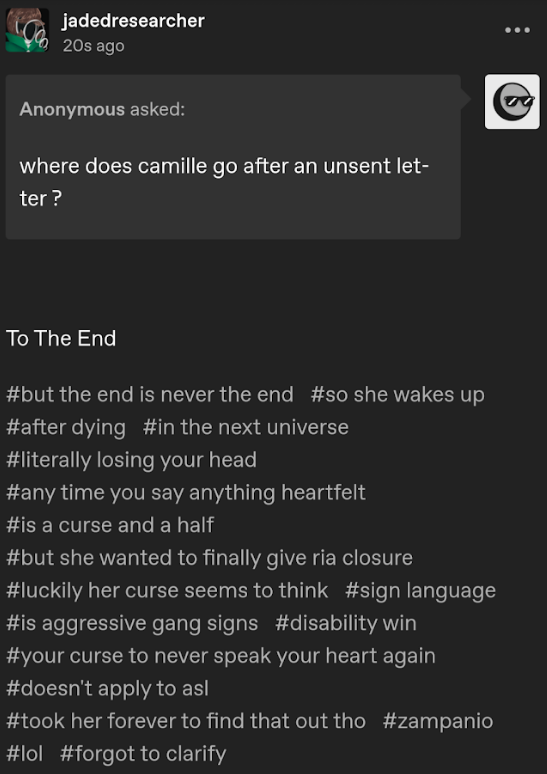 jadedresearcher
20s ago
Anonymous asked:
where does camille go after an unsent let-
ter ?
To The End
#but the end is never the end #so she wakes up
#after dying #in the next universe
#literally losing your head
#any time you say anything heartfelt
#is a curse and a half
#but she wanted to finally give ria closure
#luckily her curse seems to think #sign language
#is aggressive gang signs #disability win
#your curse to never speak your heart again
#doesn't apply to asl
#took her forever to find that out tho #zampanio
#lol #forgot to clarify